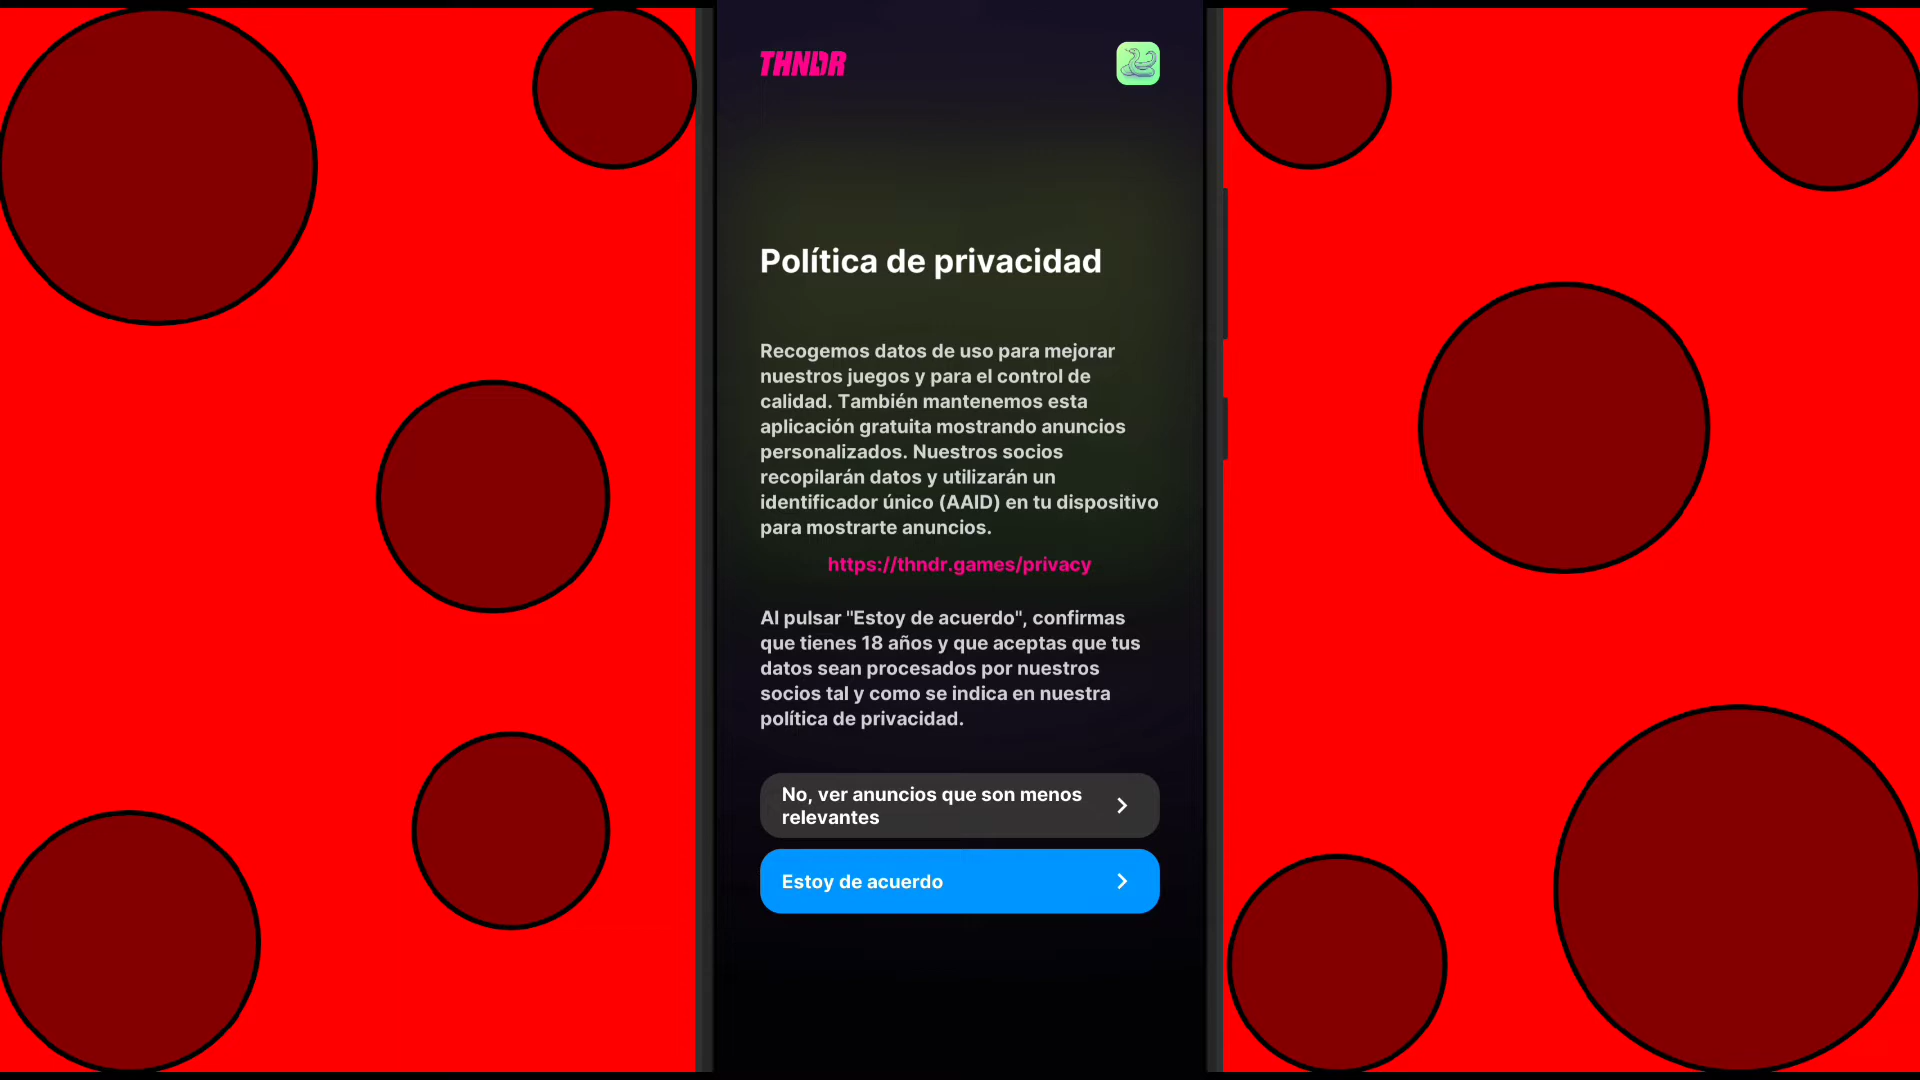 THNDR
Política de privacidad
Recogemos datos de uso para mejorar
nuestros juegos y para el control de
calidad. También mantenemos esta
aplicación gratuita mostrando anuncios
personalizados. Nuestros socios
recopilarán datos y utilizarán un
identificador único (AAID) en tu dispositivo
para mostrarte anuncios.
https://thndr.games/privacy
Al pulsar "Estoy de acuerdo", confirmas
que tienes 18 años y que aceptas que tus
datos sean procesados por nuestros
socios tal y como se indica en nuestra
política de privacidad.
No, ver anuncios que son menos
relevantes
Estoy de acuerdo